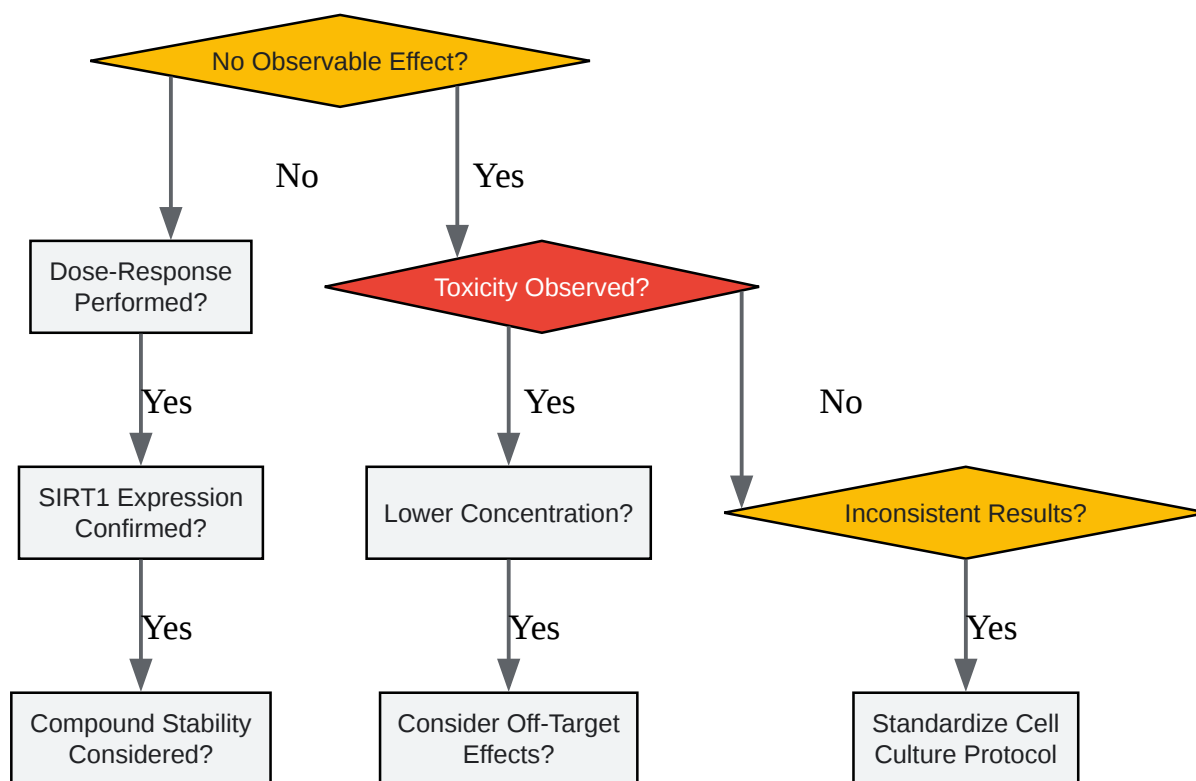 No Observable Effect?
No
Yes
Dose-Response
Performed?
Toxicity Observed?
Yes
Yes
No
SIRT1 Expression
Confirmed?
Lower Concentration?
Inconsistent Results?
Yes
Yes
Yes
Compound Stability
Considered?
Consider Off-Target
Effects?
Standardize Cell
Culture Protocol